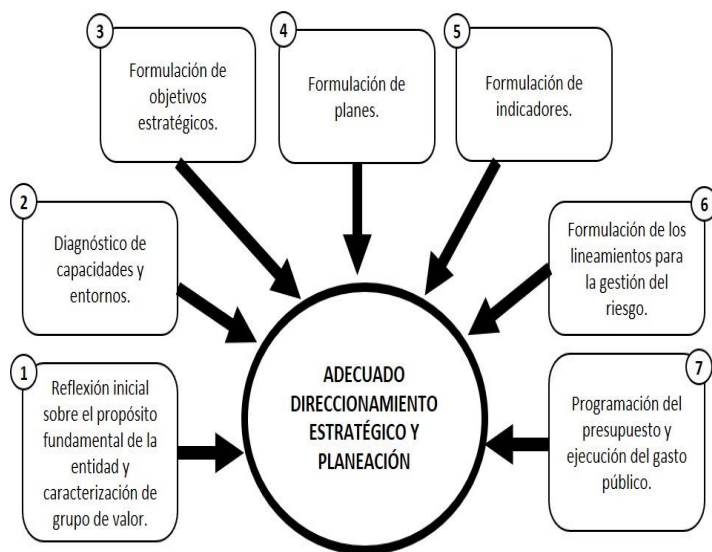 1
Reflexión inicial
sobre el propósito
fundamental de la
entidad y
caracterización de
grupo de valor.
2
Diagnóstico de
capacidades y
entornos.
3
Formulación de
objetivos
estratégicos.
4
Formulación de
planes.
5
Formulación de
indicadores.
6
Formulación de los
lineamientos para
la gestión del
riesgo.
7
Programación del
presupuesto y
ejecución del gasto
público.
ADECUADO
DIRECCIONAMIENTO
ESTRATÉGICO Y
PLANEACIÓN